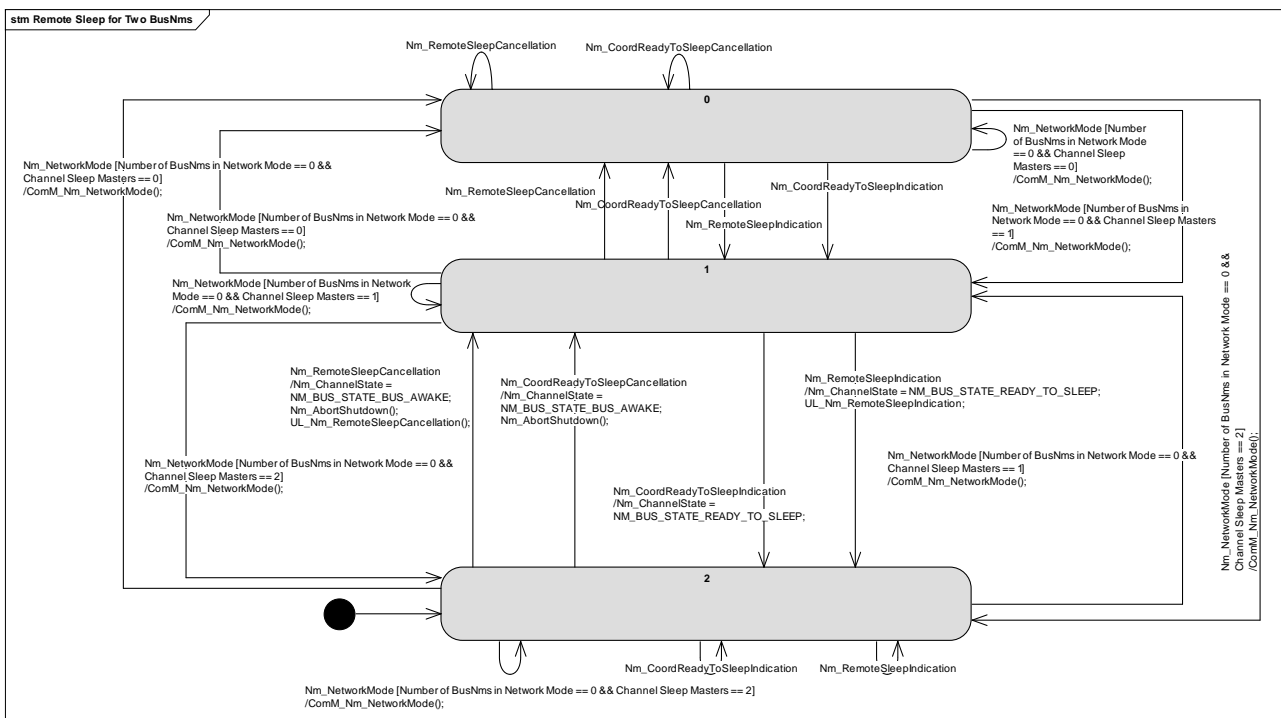 stm Remote Sleep for Two BusNms
Nm_RemoteSleepCancellation
Nm_CoordReadyToSleepCancellation
0
Nm_NetworkMode [Number
of BusNms in Network Mode
== 0 && Channel Sleep
Masters == 0]
/ComM_Nm_NetworkMode();
Nm_NetworkMode [Number of BusNms in Network Mode == 0 &&
Channel Sleep Masters == 0]
/ComM_Nm_NetworkMode();
Nm_RemoteSleepCancellation
Nm_CoordReadyToSleepIndication
Nm_CoordReadyToSleepCancellation
Nm_RemoteSleepIndication
Nm_NetworkMode [Number of BusNms in Network Mode == 0 &&
Channel Sleep Masters == 0]
/ComM_Nm_NetworkMode();
Nm_NetworkMode [Number of BusNms in
Network Mode == 0 && Channel Sleep Masters
== 1]
/ComM_Nm_NetworkMode();
1
Nm_NetworkMode [Number of BusNms in Network
Mode == 0 && Channel Sleep Masters == 1]
/ComM_Nm_NetworkMode();
Nm_NetworkMode [Number of BusNms in Network Mode == 0 &&
Channel Sleep Masters == 2]
/ComM_Nm_NetworkMode();
Nm_RemoteSleepCancellation
/Nm_ChannelState =
NM_BUS_STATE_BUS_AWAKE;
Nm_AbortShutdown();
UL_Nm_RemoteSleepCancellation();
Nm_CoordReadyToSleepCancellation
/Nm_ChannelState =
NM_BUS_STATE_BUS_AWAKE;
Nm_AbortShutdown();
Nm_RemoteSleepIndication
/Nm_ChannelState = NM_BUS_STATE_READY_TO_SLEEP;
UL_Nm_RemoteSleepIndication;
Nm_NetworkMode [Number of BusNms in Network Mode == 0 &&
Channel Sleep Masters == 2]
/ComM_Nm_NetworkMode();
Nm_NetworkMode [Number of BusNms in Network Mode == 0 &&
Channel Sleep Masters == 1]
/ComM_Nm_NetworkMode();
Nm_CoordReadyToSleepIndication
/Nm_ChannelState =
NM_BUS_STATE_READY_TO_SLEEP;
2
Nm_CoordReadyToSleepIndication
Nm_RemoteSleepIndication
Nm_NetworkMode [Number of BusNms in Network Mode == 0 && Channel Sleep Masters == 2]
/ComM_Nm_NetworkMode();